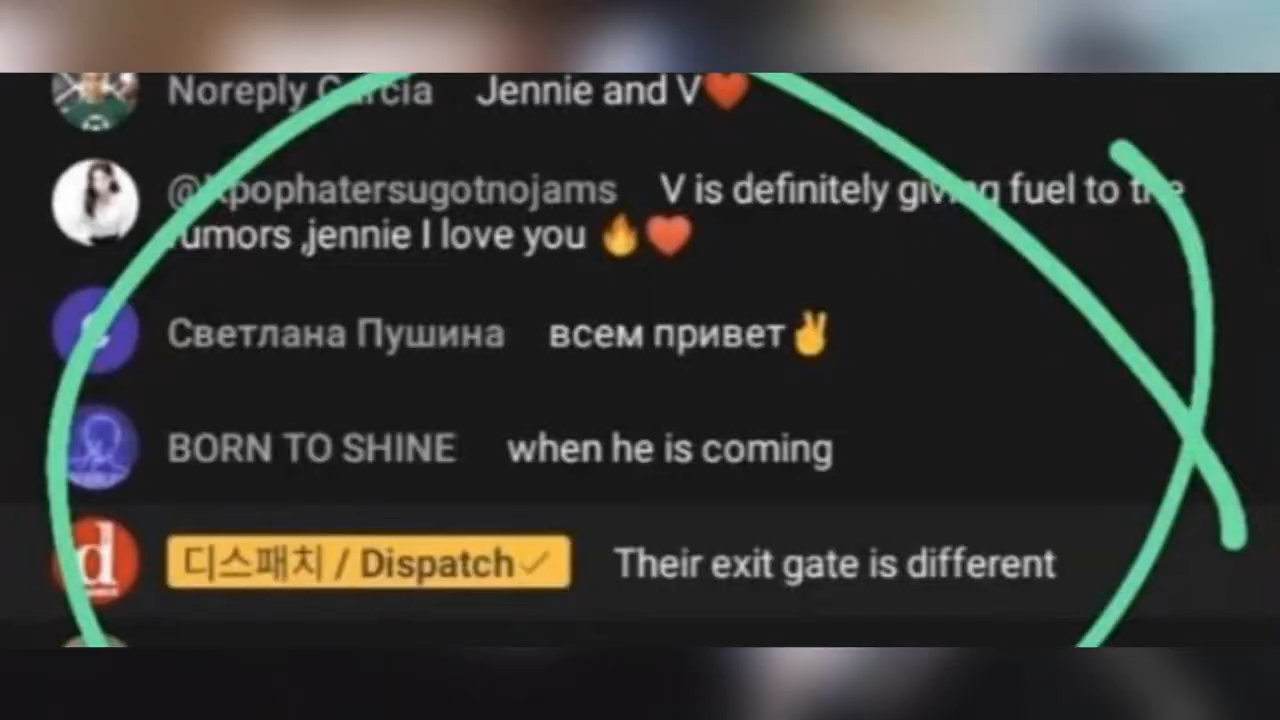 Noreply Garcia Jennie and V❤️
@kpophatersugotnojams V is definitely giving fuel to the
rumors ,jennie I love you 🔥❤️
Светлана Пушина всем привет✌️
BORN TO SHINE when he is coming
디스패치 / Dispatch✓ Their exit gate is different